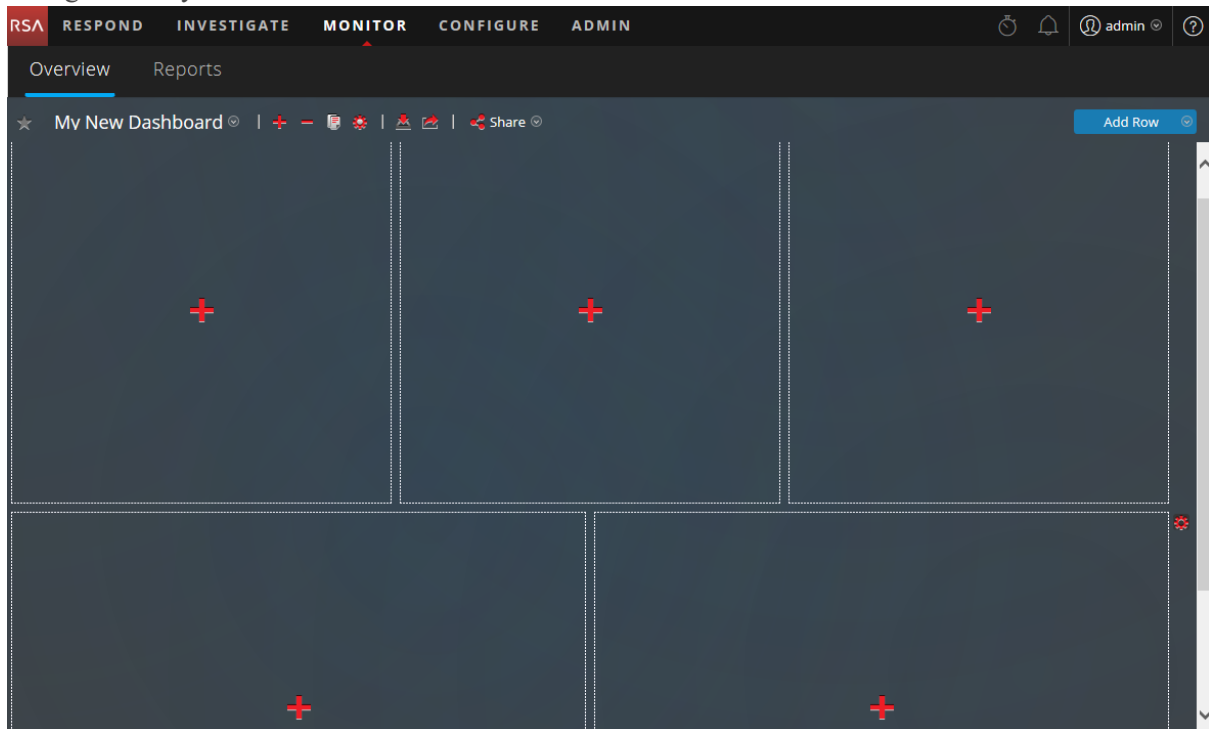 RSA RESPOND INVESTIGATE MONITOR CONFIGURE ADMIN admin ?
Overview Reports
My New Dashboard | | | Share Add Row